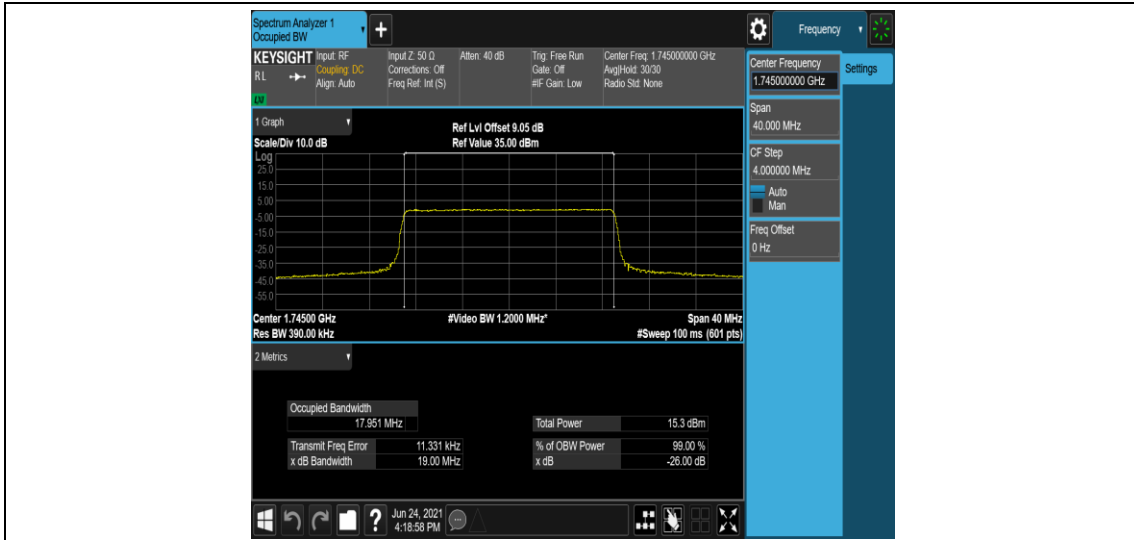 Spectrum Analyzer 1
Occupied BW
+
Frequency
KEYSIGHT
RL
LXI
Input: RF
Coupling: DC
Align: Auto
Input Z: 50 Ω
Corrections: Off
Freq Ref: Int (S)
Atten: 40 dB
Trig: Free Run
Gate: Off
#IF Gain: Low
Center Freq: 1.745000000 GHz
Avg|Hold: 30/30
Radio Std: None
Center Frequency
1.745000000 GHz
Settings
Span
40.000 MHz
CF Step
4.000000 MHz
Auto
Man
Freq Offset
0 Hz
1 Graph
Scale/Div 10.0 dB
Ref Lvl Offset 9.05 dB
Ref Value 35.00 dBm
Log
25.0
15.0
5.00
-5.00
-15.0
-25.0
-35.0
-45.0
-55.0
Center 1.74500 GHz
#Video BW 1.2000 MHz*
Span 40 MHz
Res BW 390.00 kHz
#Sweep 100 ms (601 pts)
2 Metrics
Occupied Bandwidth
17.951 MHz
Total Power 15.3 dBm
Transmit Freq Error 11.331 kHz
% of OBW Power 99.00 %
x dB Bandwidth 19.00 MHz
x dB -26.00 dB
?
Jun 24, 2021
4:18:58 PM